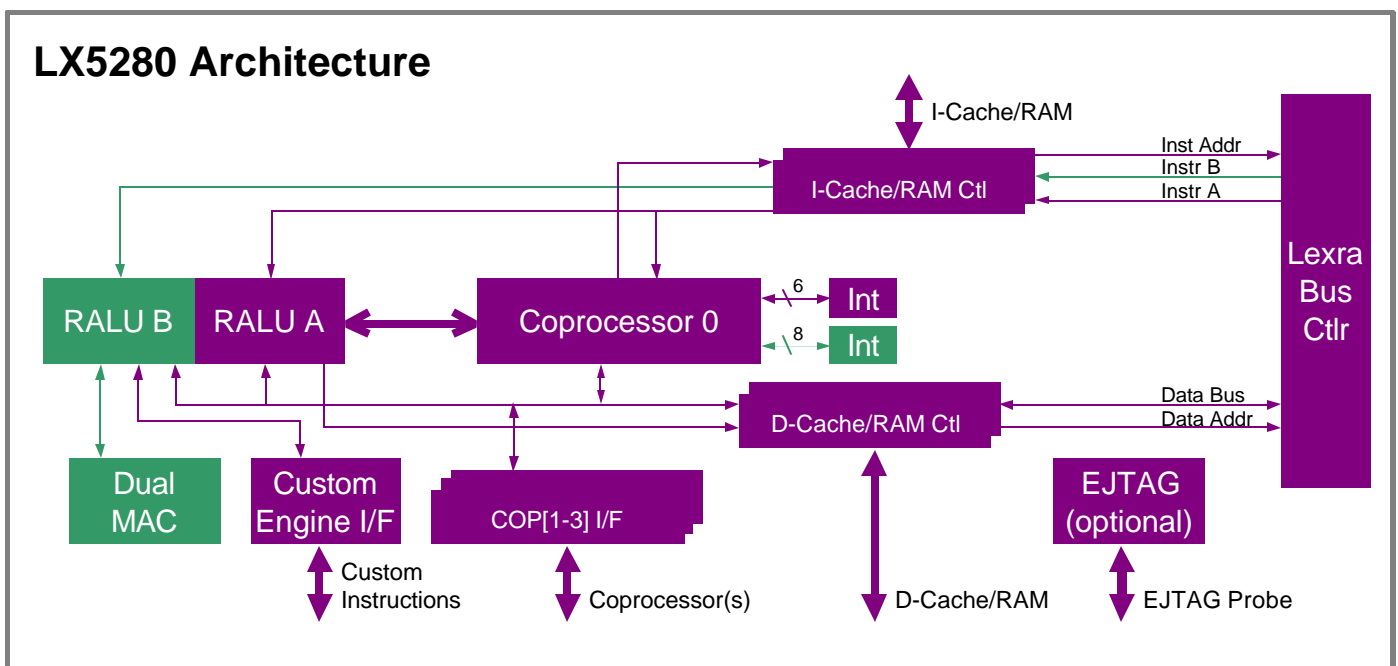 LX5280 Architecture
I-Cache/RAM
Inst Addr
Instr B
Instr A
I-Cache/RAM Ctl
Lexra
Bus
Ctlr
RALU B
RALU A
Coprocessor 0
6
Int
8
Int
Data Bus
Data Addr
D-Cache/RAM Ctl
Dual
MAC
Custom
Engine I/F
COP[1-3] I/F
EJTAG
(optional)
Custom
Instructions
Coprocessor(s)
D-Cache/RAM
EJTAG Probe